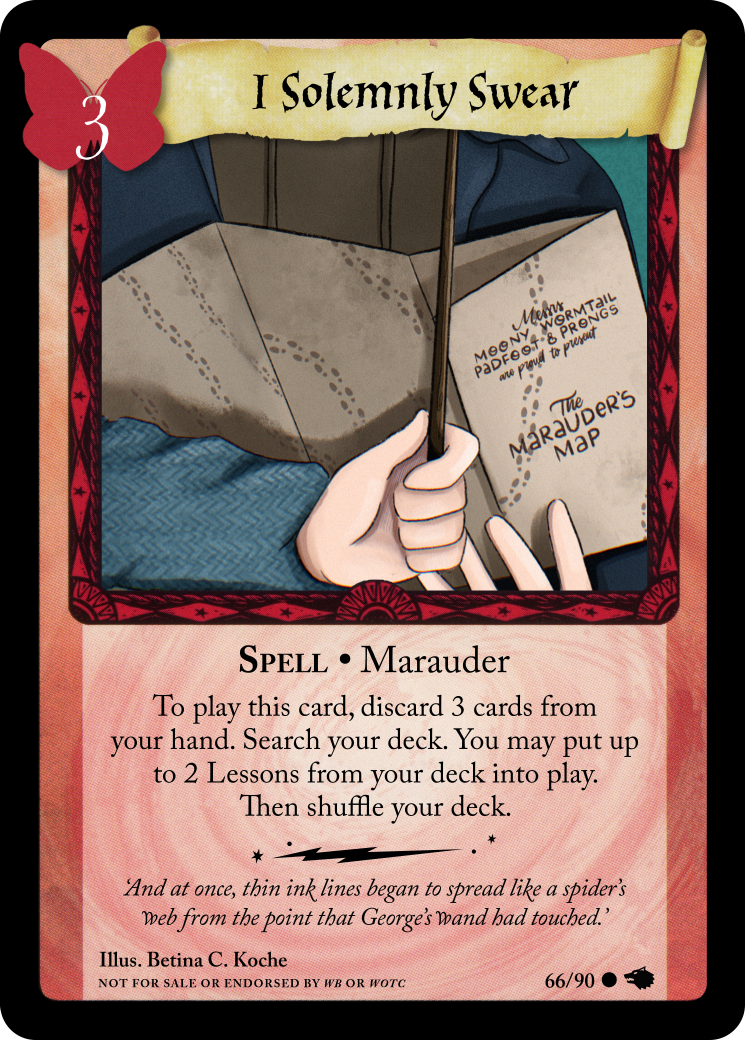 3
I Solemnly Swear
Messrs
MOONY WORMTAIL
PADFOOT & PRONGS
are proud to present
The
MARAUDER'S
MAP
SPELL • Marauder
To play this card, discard 3 cards from
your hand. Search your deck. You may put up
to 2 Lessons from your deck into play.
Then shuffle your deck.
‘And at once, thin ink lines began to spread like a spider's
web from the point that George's wand had touched.’
Illus. Betina C. Koche
NOT FOR SALE OR ENDORSED BY WB OR WOTC
66/90